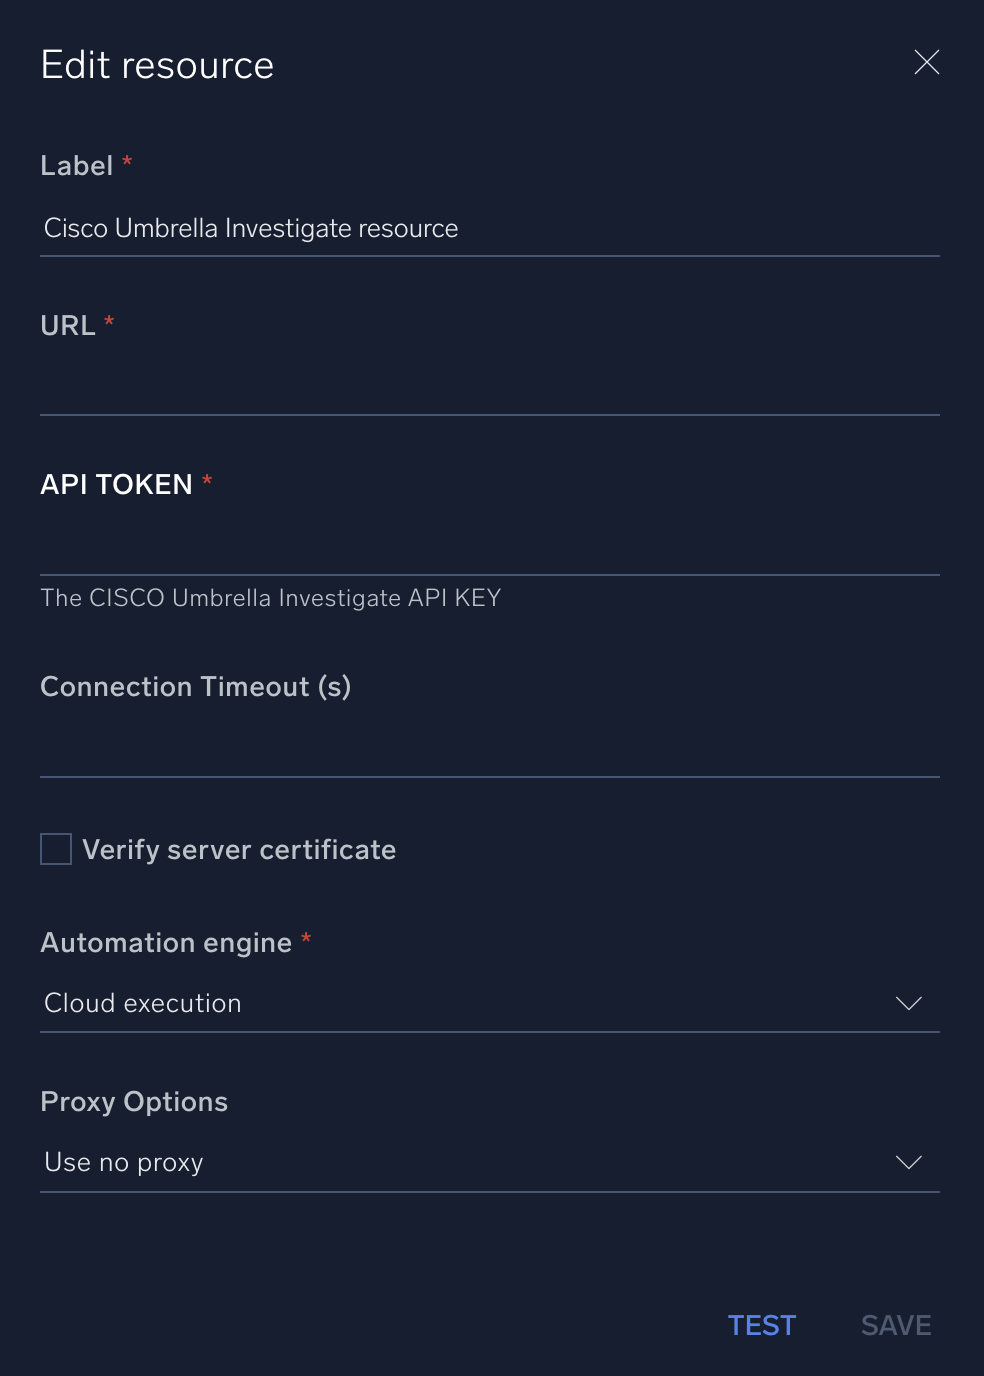 Edit resource
Label *
Cisco Umbrella Investigate resource
URL *
API TOKEN *
The CISCO Umbrella Investigate API KEY
Connection Timeout (s)
Verify server certificate
Automation engine *
Cloud execution
Proxy Options
Use no proxy
TEST SAVE